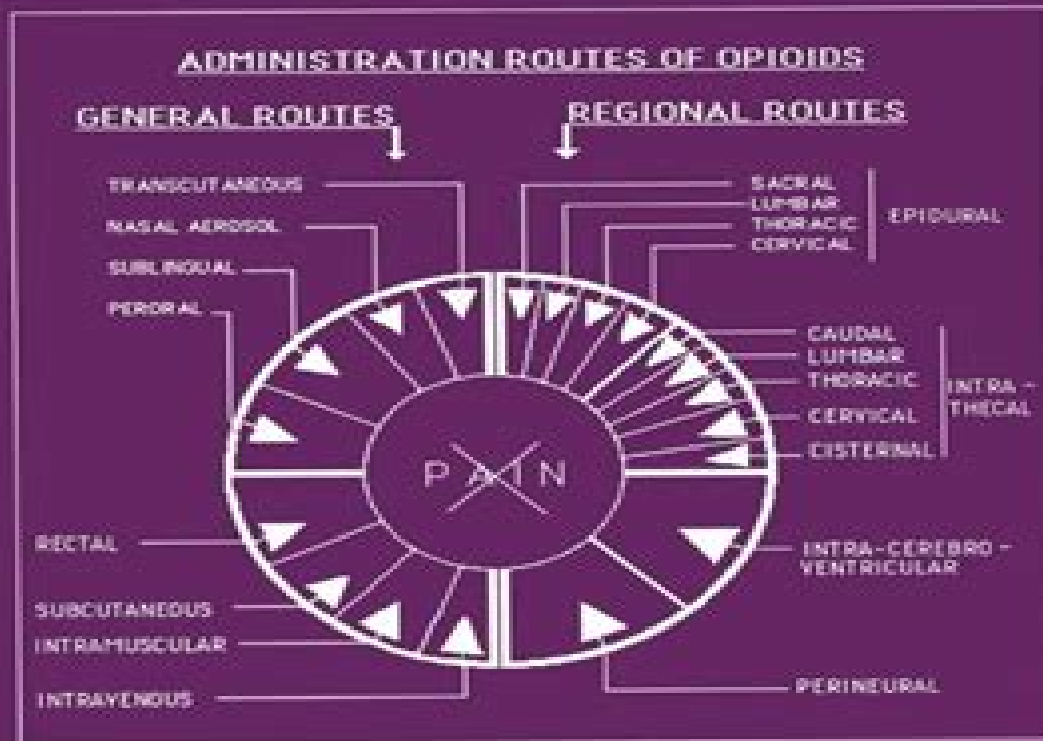 ADMINISTRATION ROUTES OF OPIOIDS
GENERAL ROUTES
REGIONAL ROUTES
TRANSCUTANEOUS
NASAL AEROSOL
SUBLINGUAL
PERORAL
RECTAL
SUBCUTANEOUS
INTRAMUSCULAR
INTRAVENOUS
SACRAL
LUMBAR
THORACIC
CERVICAL
EPIDURAL
CAUDAL
LUMBAR
THORACIC
CERVICAL
CISTERNAL
INTRA-
THECAL
INTRA-CEREBRO-
VENTRICULAR
PERINEURAL
PAIN